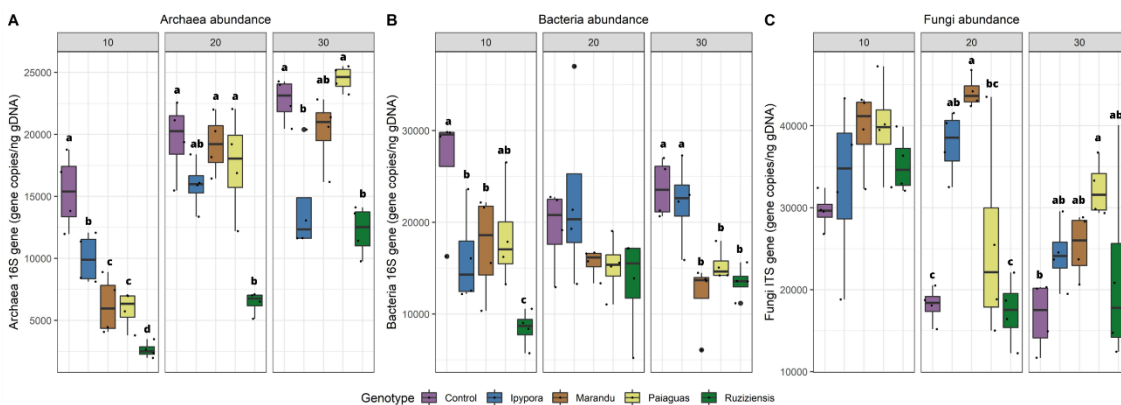 A Archaea abundance
10 20 30
Archaea 16S gene (gene copies/ng gDNA)
25000
20000
15000
10000
5000
a b c c d
a ab a a b
a b ab a b
B Bacteria abundance
10 20 30
Bacteria 16S gene (gene copies/ng gDNA)
30000
20000
10000
a b ab ab c
a a b b b
C Fungi abundance
10 20 30
Fungi ITS gene (gene copies/ng gDNA)
40000
30000
20000
10000
c ab a bc c
b ab ab a ab
Genotype Control Ipypora Marandu Paiaguas Ruziziensis